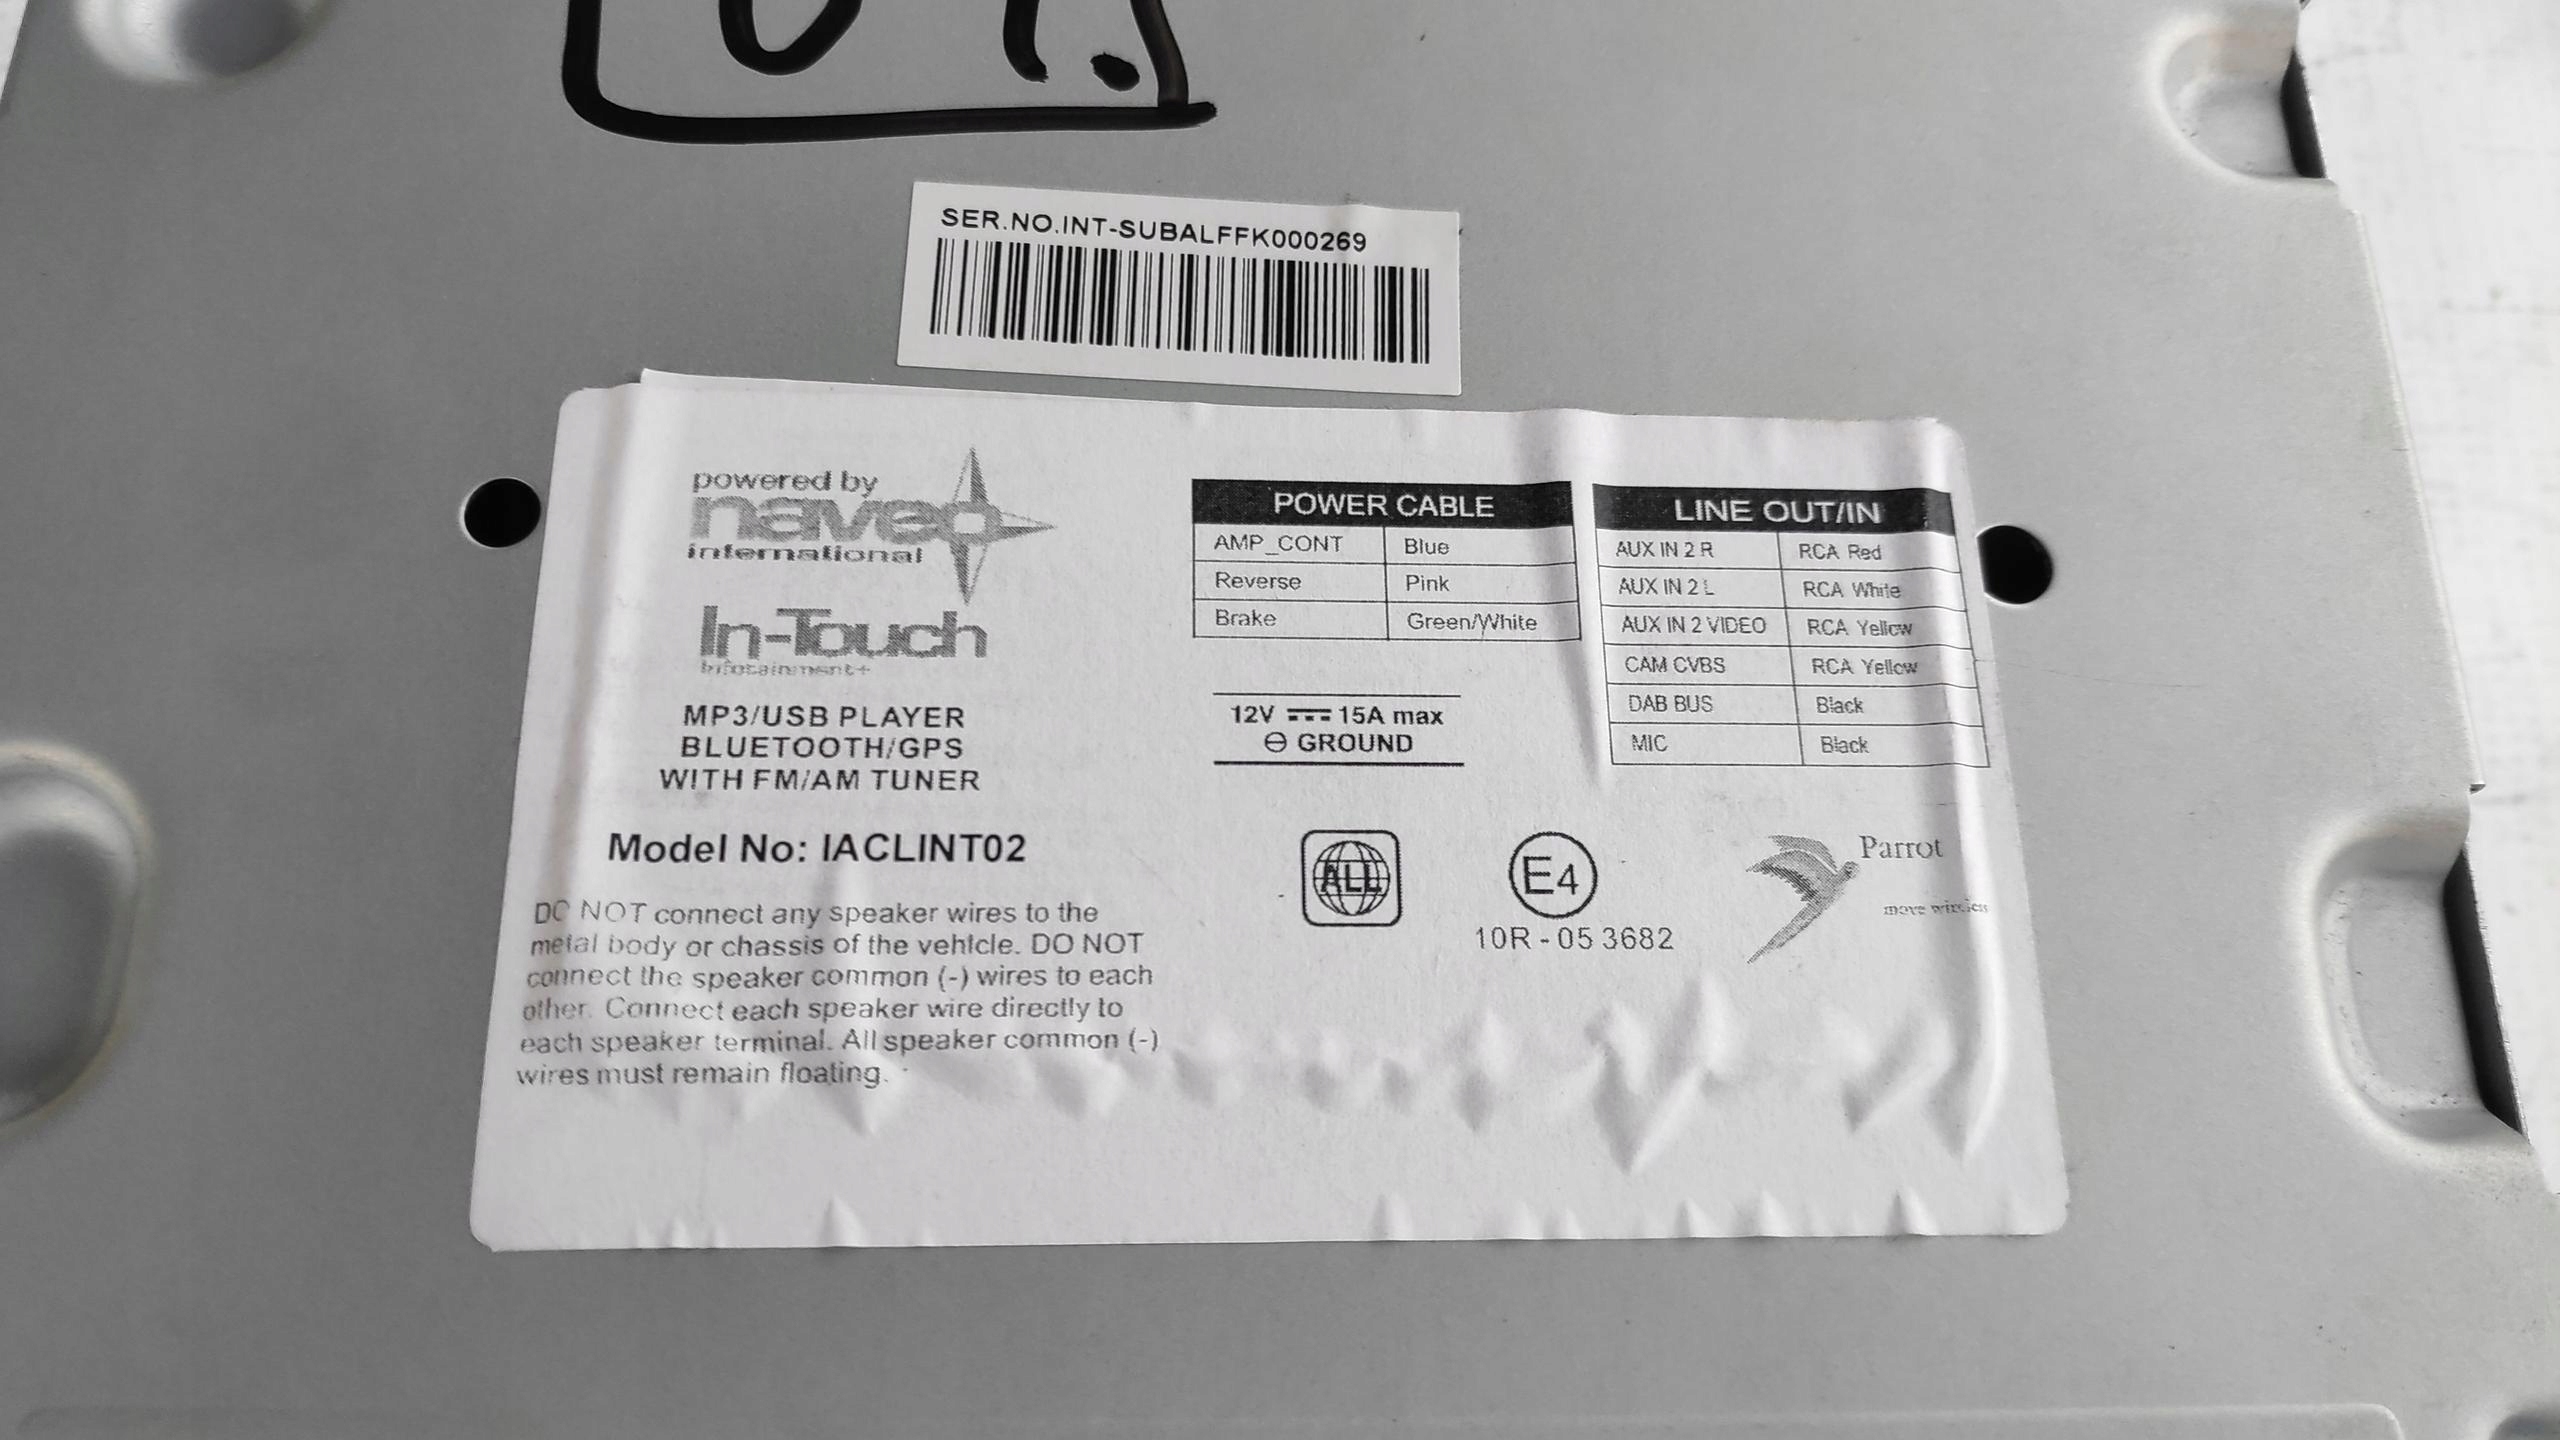 SER.NO.INT-SUBALFFK000269
powered by
naveo
international
In-Touch
Infotainment+
MP3/USB PLAYER
BLUETOOTH/GPS
WITH FM/AM TUNER
Model No: IACLINT02
DO NOT connect any speaker wires to the
metal body or chassis of the vehicle. DO NOT
connect the speaker common (-) wires to each
other. Connect each speaker wire directly to
each speaker terminal. All speaker common (-)
wires must remain floating.
POWER CABLE
AMP_CONT Blue
Reverse Pink
Brake Green/White
12V 15A max
GROUND
LINE OUT/IN
AUX IN 2 R RCA Red
AUX IN 2 L RCA White
AUX IN 2 VIDEO RCA Yellow
CAM CVBS RCA Yellow
DAB BUS Black
MIC Black
ALL
E4
10R - 05 3682
Parrot
move wireless